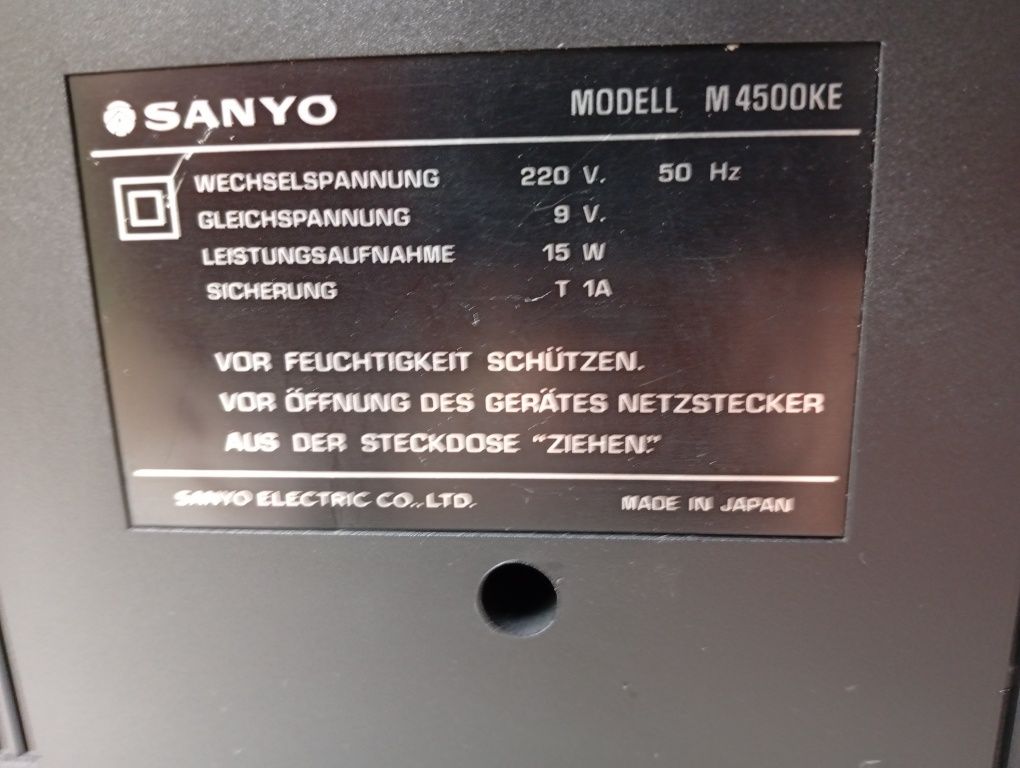 SANYO MODELL M 4500KE
WECHSELSPANNUNG 220 V. 50 Hz
GLEICHSPANNUNG 9 V.
LEISTUNGSAUFNAHME 15 W
SICHERUNG T 1A
VOR FEUCHTIGKEIT SCHÜTZEN.
VOR ÖFFNUNG DES GERÄTES NETZSTECKER
AUS DER STECKDOSE "ZIEHEN."
SANYO ELECTRIC CO., LTD. MADE IN JAPAN